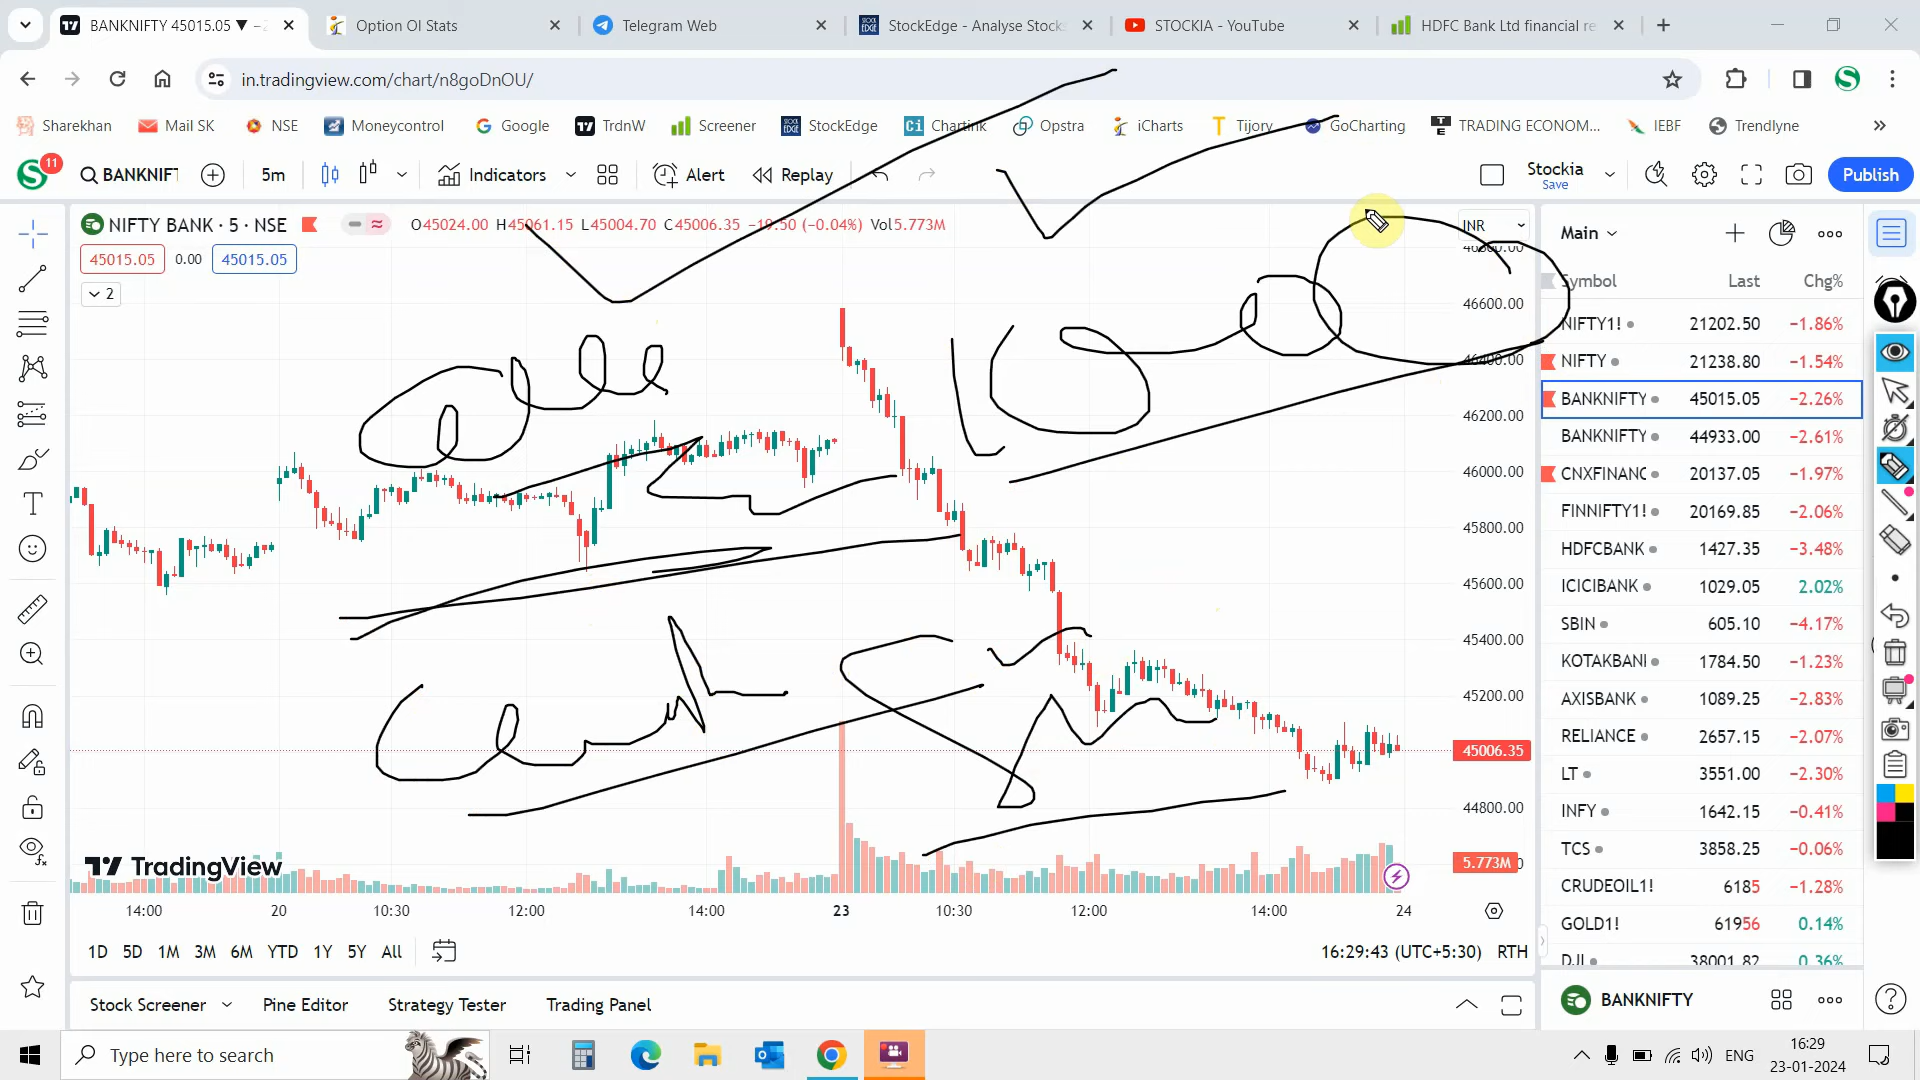 BANKNIFTY 45015.05 ▼ −2 Option OI Stats Telegram Web StockEdge - Analyse Stocks STOCKIA - YouTube HDFC Bank Ltd financial re
in.tradingview.com/chart/n8goDnOU/
Sharekhan Mail SK NSE Moneycontrol Google TrdnW Screener StockEdge Chartink Opstra iCharts Tijory GoCharting TRADING ECONOM... IEBF Trendlyne
11 BANKNIFT 5m Indicators Alert Replay Stockia Save Publish
NIFTY BANK · 5 · NSE O45024.00 H45061.15 L45004.70 C45006.35 −19.50 (−0.04%) Vol5.773M INR
45015.05 0.00 45015.05
2
46600.00
46400.00
46200.00
46000.00
45800.00
45600.00
45400.00
45200.00
45006.35
44800.00
5.773M
TradingView
14:00 20 10:30 12:00 14:00 23 10:30 12:00 14:00 24
1D 5D 1M 3M 6M YTD 1Y 5Y All 16:29:43 (UTC+5:30) RTH
Stock Screener Pine Editor Strategy Tester Trading Panel
Main
Symbol Last Chg%
NIFTY1! 21202.50 −1.86%
NIFTY 21238.80 −1.54%
BANKNIFTY 45015.05 −2.26%
BANKNIFTY 44933.00 −2.61%
CNXFINANC 20137.05 −1.97%
FINNIFTY1! 20169.85 −2.06%
HDFCBANK 1427.35 −3.48%
ICICIBANK 1029.05 2.02%
SBIN 605.10 −4.17%
KOTAKBANI 1784.50 −1.23%
AXISBANK 1089.25 −2.83%
RELIANCE 2657.15 −2.07%
LT 3551.00 −2.30%
INFY 1642.15 −0.41%
TCS 3858.25 −0.06%
CRUDEOIL1! 6185 −1.28%
GOLD1! 61956 0.14%
DJI 38001.82 0.36%
BANKNIFTY
Type here to search ENG 16:29
23-01-2024